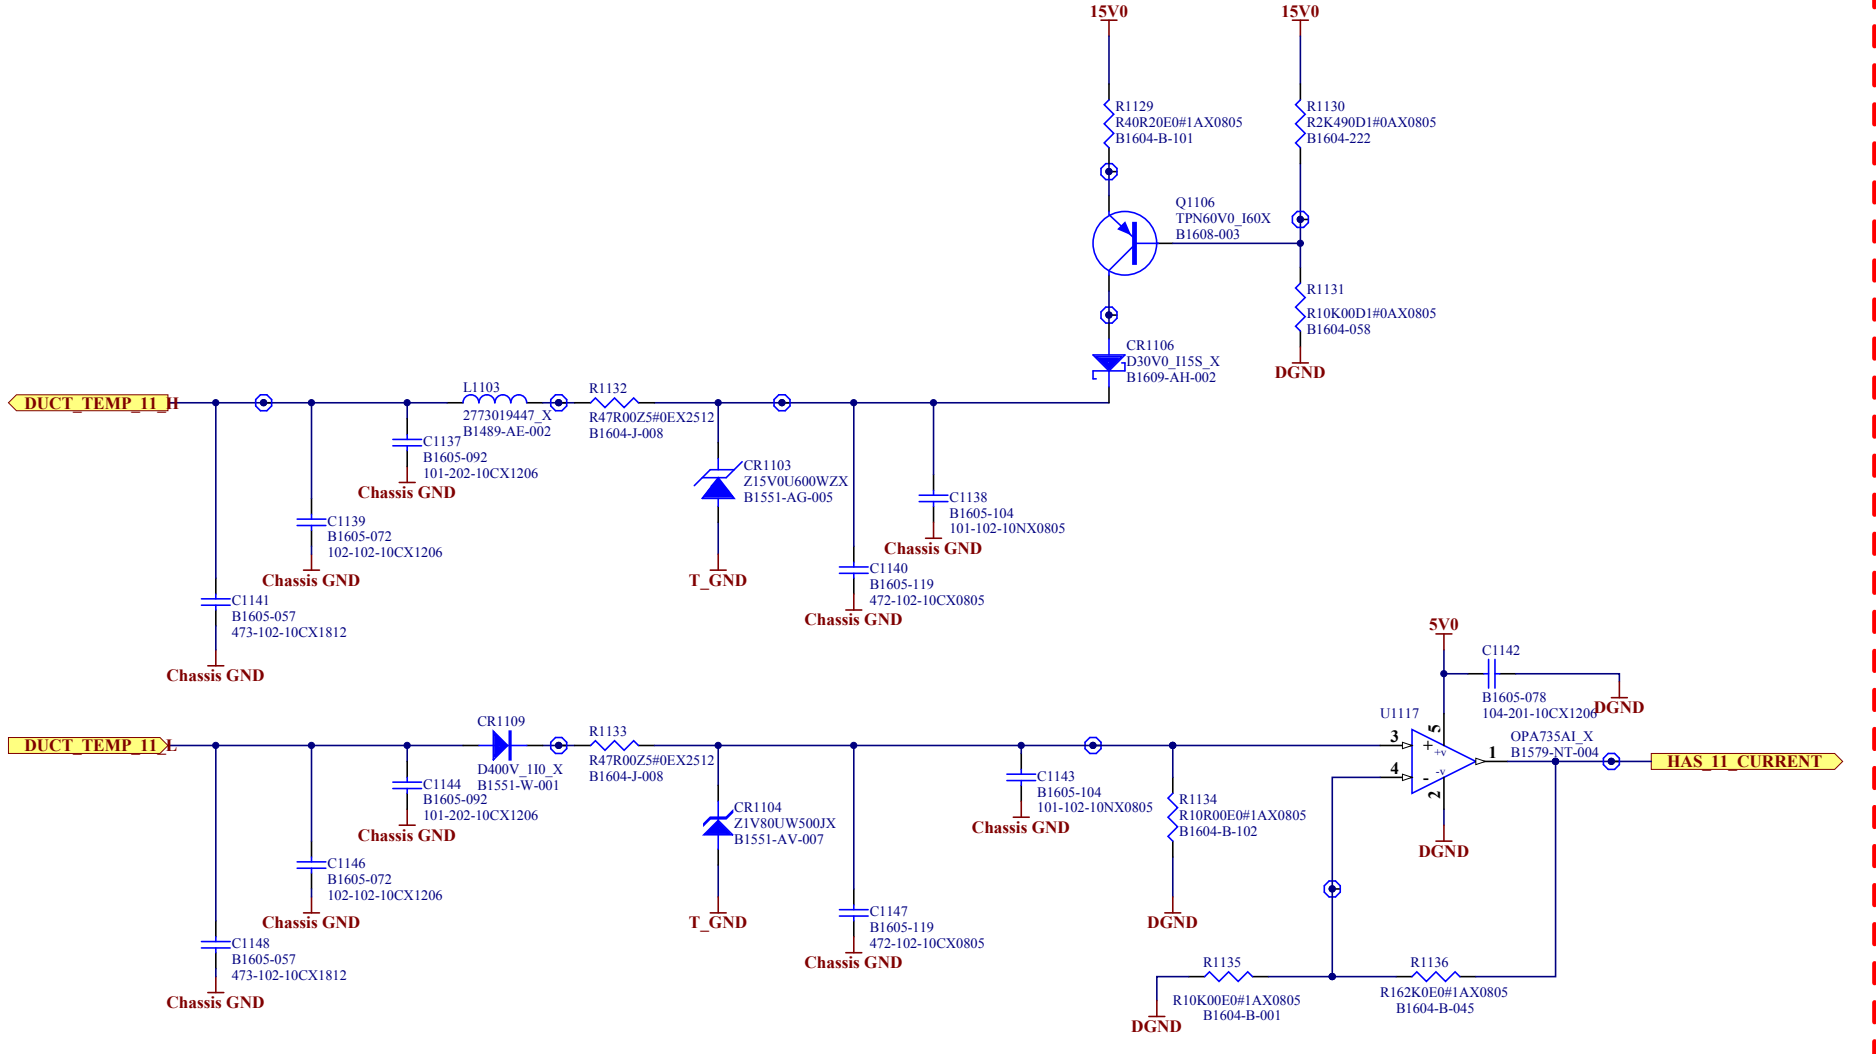 15V0
15V0
R1129
R40R20E0#1AX0805
B1604-B-101
R1130
R2K490D1#0AX0805
B1604-222
Q1106
TPN60V0_I60X
B1608-003
R1131
R10K00D1#0AX0805
B1604-058
DGND
CR1106
D30V0_I15S_X
B1609-AH-002
DUCT_TEMP_11_H
L1103
2773019447_X
B1489-AE-002
R1132
R47R00Z5#0EX2512
B1604-J-008
C1137
B1605-092
101-202-10CX1206
Chassis GND
CR1103
Z15V0U600WZX
B1551-AG-005
T_GND
C1138
B1605-104
101-102-10NX0805
Chassis GND
C1139
B1605-072
102-102-10CX1206
Chassis GND
C1140
B1605-119
472-102-10CX0805
Chassis GND
C1141
B1605-057
473-102-10CX1812
Chassis GND
5V0
C1142
B1605-078
104-201-10CX1206
DGND
DUCT_TEMP_11_L
CR1109
D400V_1I0_X
B1551-W-001
R1133
R47R00Z5#0EX2512
B1604-J-008
C1144
B1605-092
101-202-10CX1206
Chassis GND
CR1104
Z1V80UW500JX
B1551-AV-007
T_GND
C1143
B1605-104
101-102-10NX0805
Chassis GND
R1134
R10R00E0#1AX0805
B1604-B-102
DGND
U1117
3
4
5
+v
-v
2
1
+
-
OPA735AI_X
B1579-NT-004
DGND
HAS_11_CURRENT
C1146
B1605-072
102-102-10CX1206
Chassis GND
C1147
B1605-119
472-102-10CX0805
Chassis GND
C1148
B1605-057
473-102-10CX1812
Chassis GND
R1135
R10K00E0#1AX0805
B1604-B-001
DGND
R1136
R162K0E0#1AX0805
B1604-B-045